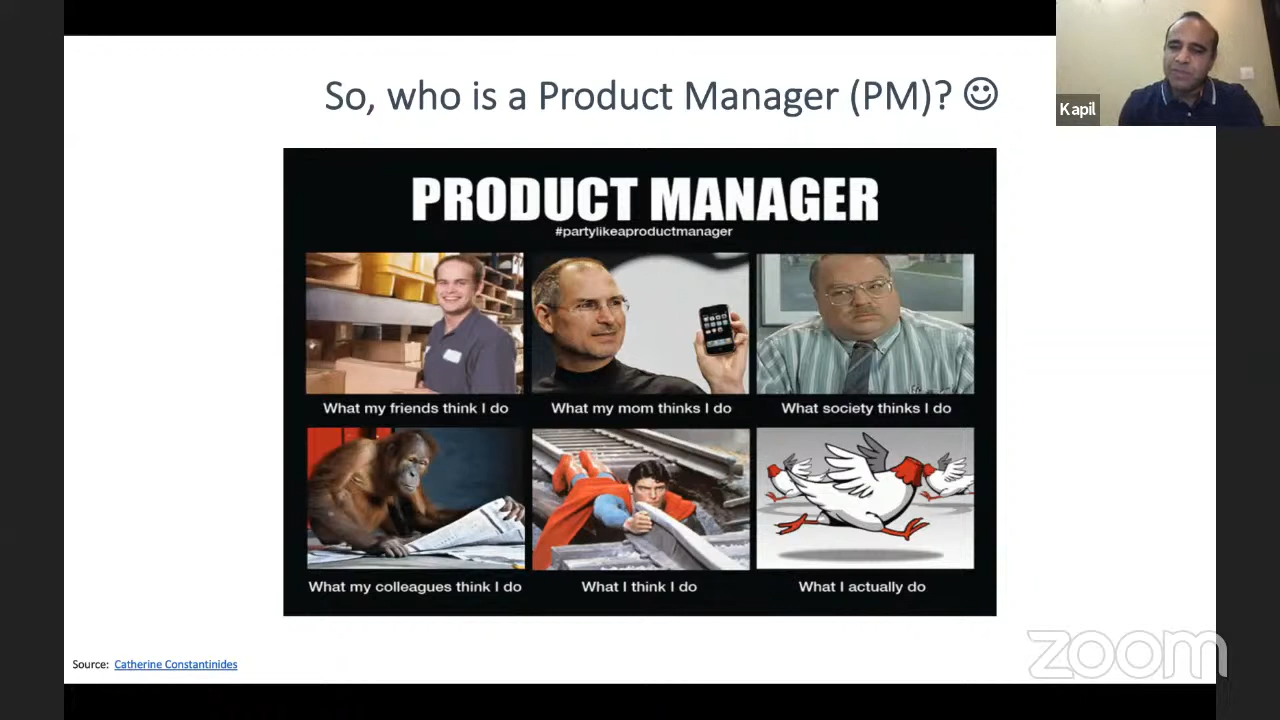 So, who is a Product Manager (PM)? ☺
Kapil
PRODUCT MANAGER
#partylikeaproductmanager
What my friends think I do
What my mom thinks I do
What society thinks I do
What my colleagues think I do
What I think I do
What I actually do
Source: Catherine Constantinides
zoom